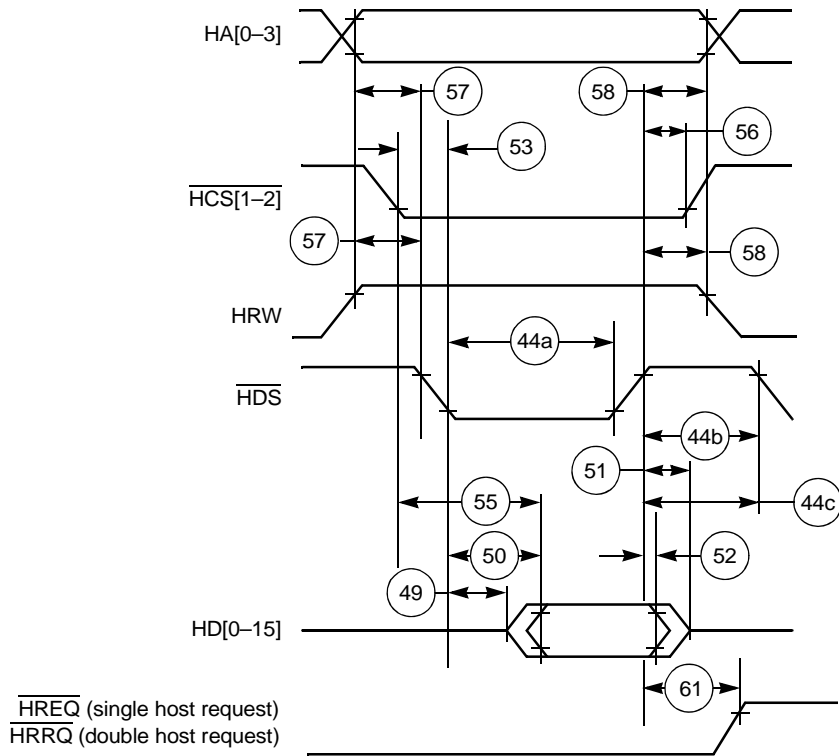 HA[0–3]
57
58
56
53
HCS[1–2]
57
58
HRW
44a
HDS
44b
51
55
44c
50
52
49
HD[0–15]
61
HREQ (single host request)
HRRQ (double host request)